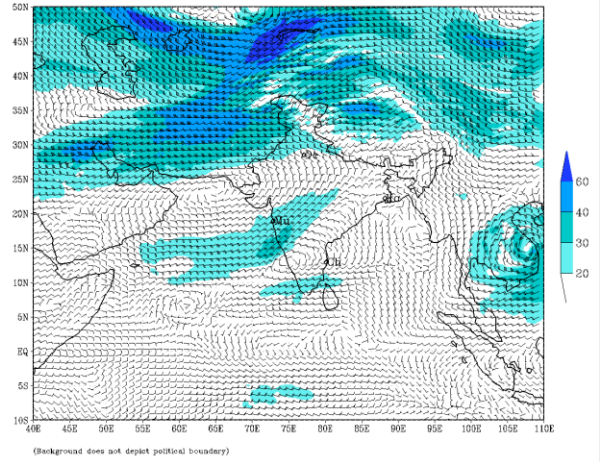 50N
45N
40N
35N
30N
25N
20N
15N
10N
5N
EQ
5S
10S
Mu
60
40
30
20
40E 45E 50E 55E 60E 65E 70E 75E 80E 85E 90E 95E 100E 105E 110E
(Background does not depict political boundary)